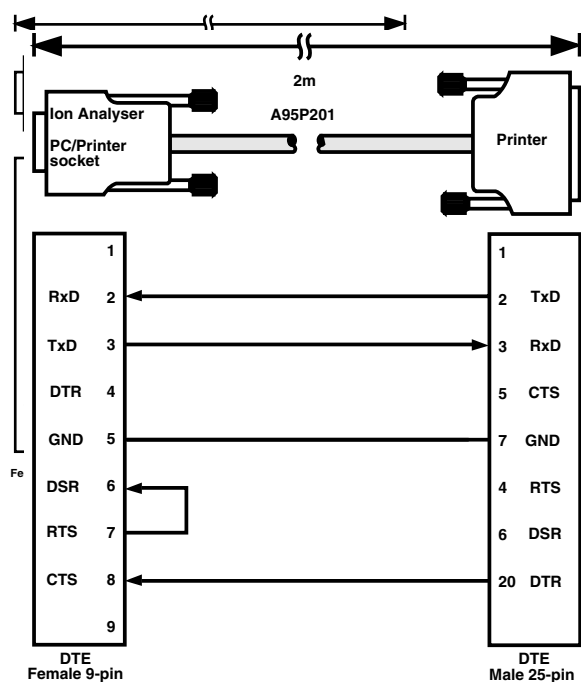 2m
A95P201
Ion Analyser
PC/Printer
socket
Printer
1 1
RxD 2 2 TxD
TxD 3 3 RxD
DTR 4 5 CTS
GND 5 7 GND
Fe
DSR 6 4 RTS
RTS 7 6 DSR
CTS 8 20 DTR
9
DTE DTE
Female 9-pin Male 25-pin